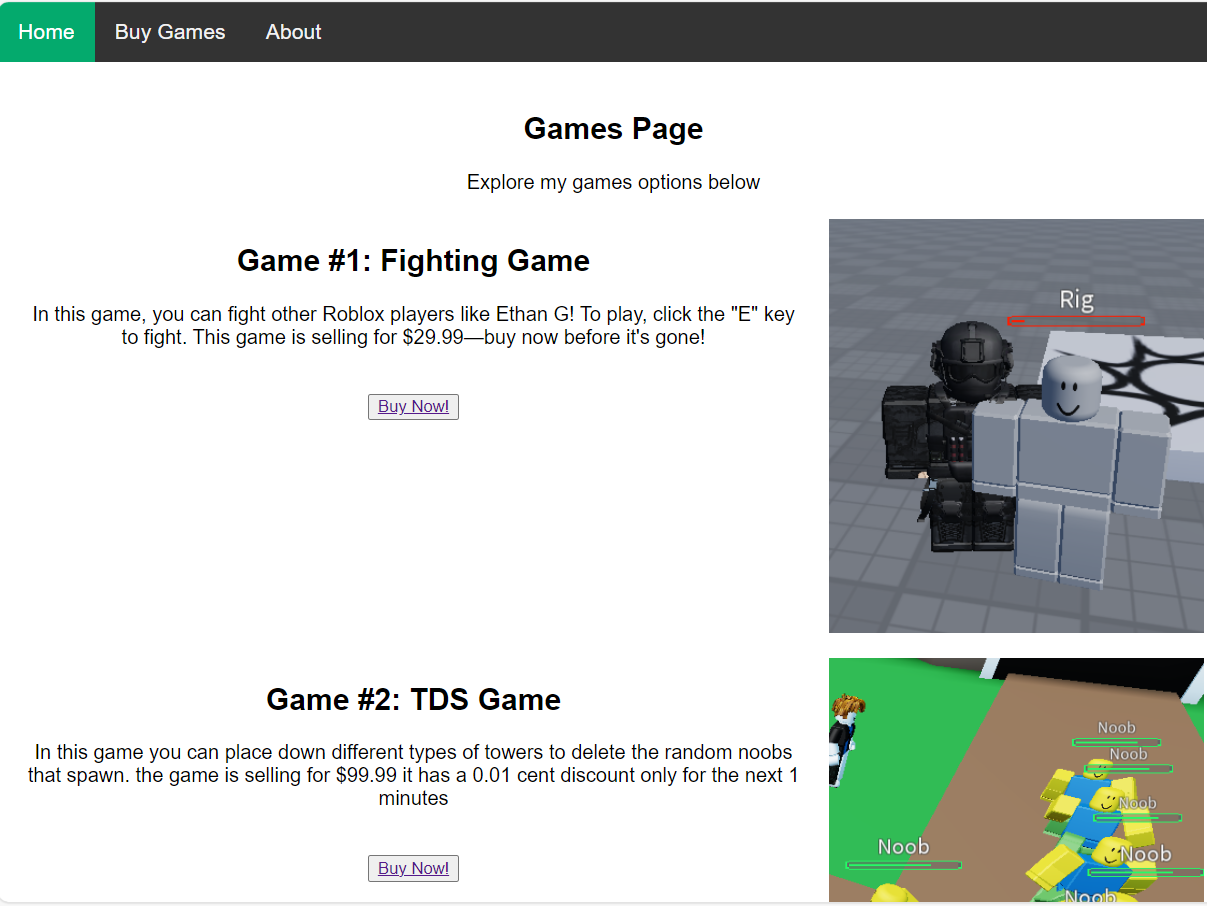 Home Buy Games About
Games Page
Explore my games options below
Game #1: Fighting Game
In this game, you can fight other Roblox players like Ethan G! To play, click the "E" key
to fight. This game is selling for $29.99—buy now before it's gone!
Buy Now!
Rig
Game #2: TDS Game
In this game you can place down different types of towers to delete the random noobs
that spawn. the game is selling for $99.99 it has a 0.01 cent discount only for the next 1
minutes
Buy Now!
Noob
Noob
Noob
Noob
Noob
Noob